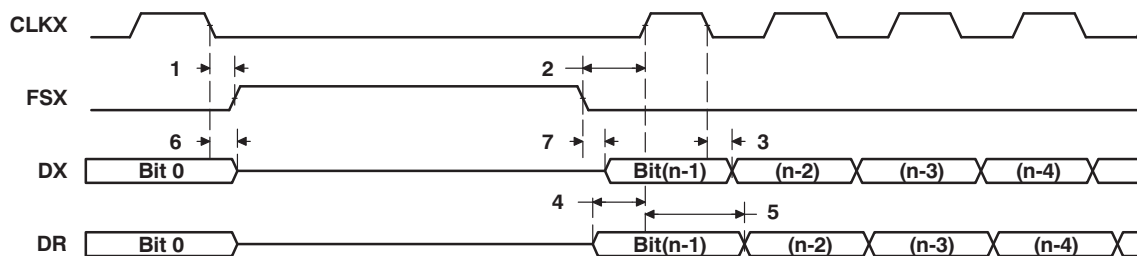 CLKX
1 2
FSX
6 7 3
DX Bit 0 Bit(n-1) (n-2) (n-3) (n-4)
4 5
DR Bit 0 Bit(n-1) (n-2) (n-3) (n-4)